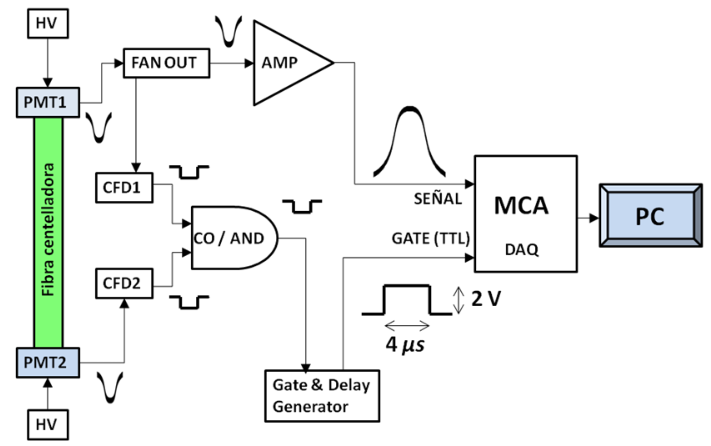 HV
PMT1
FAN OUT
AMP
Fibra centelladora
CFD1
CO / AND
CFD2
PMT2
HV
SEÑAL
GATE (TTL)
MCA
DAQ
PC
2 V
4 μs
Gate & Delay
Generator